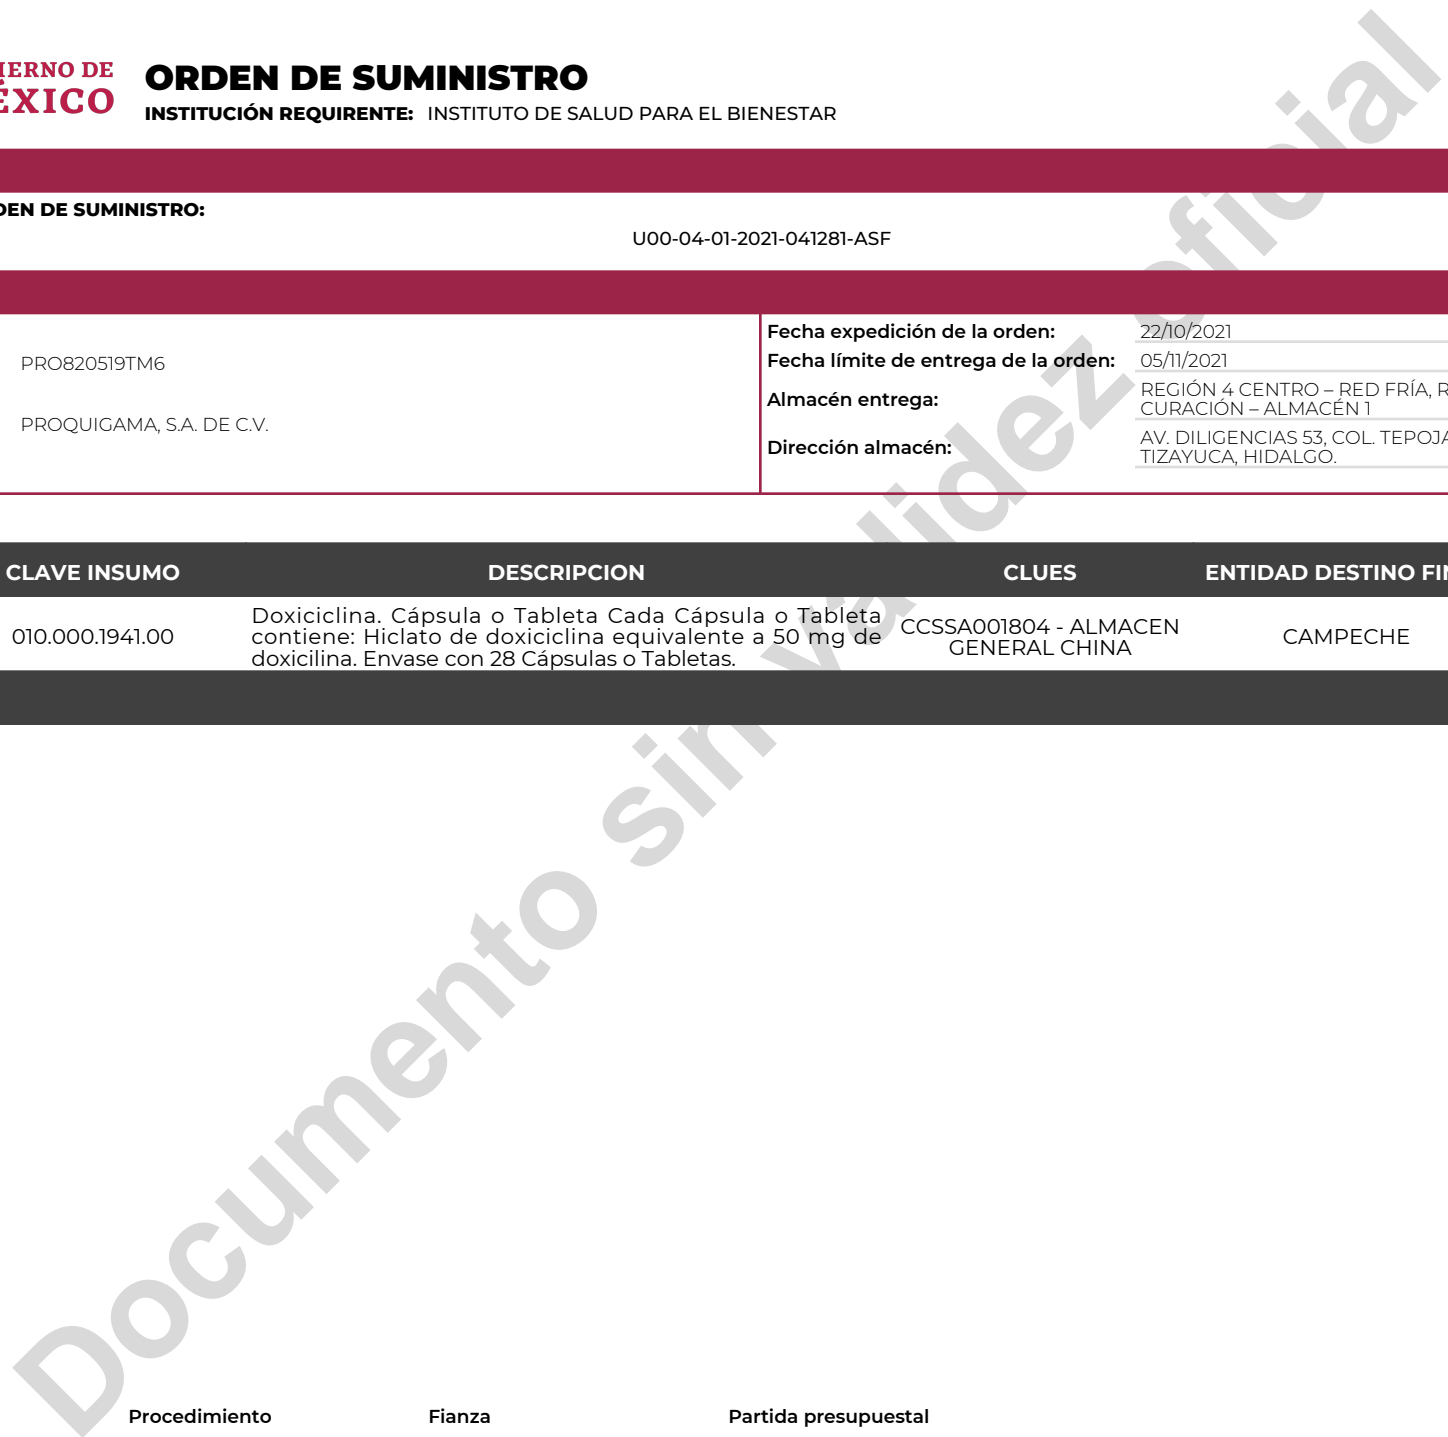 IERNO DE
ÉXICO
ORDEN DE SUMINISTRO
INSTITUCIÓN REQUIRENTE: INSTITUTO DE SALUD PARA EL BIENESTAR
DEN DE SUMINISTRO:
U00-04-01-2021-041281-ASF
PRO820519TM6
PROQUIGAMA, S.A. DE C.V.
Fecha expedición de la orden: 22/10/2021
Fecha límite de entrega de la orden: 05/11/2021
Almacén entrega: REGIÓN 4 CENTRO – RED FRÍA, R
CURACIÓN – ALMACÉN 1
Dirección almacén: AV. DILIGENCIAS 53, COL. TEPOJA
TIZAYUCA, HIDALGO.
CLAVE INSUMO DESCRIPCION CLUES ENTIDAD DESTINO FIN
010.000.1941.00
Doxiciclina. Cápsula o Tableta Cada Cápsula o Tableta
contiene: Hiclato de doxiciclina equivalente a 50 mg de
doxicilina. Envase con 28 Cápsulas o Tabletas.
CCSSA001804 - ALMACEN
GENERAL CHINA
CAMPECHE
Documento sin validez oficial
Procedimiento Fianza Partida presupuestal